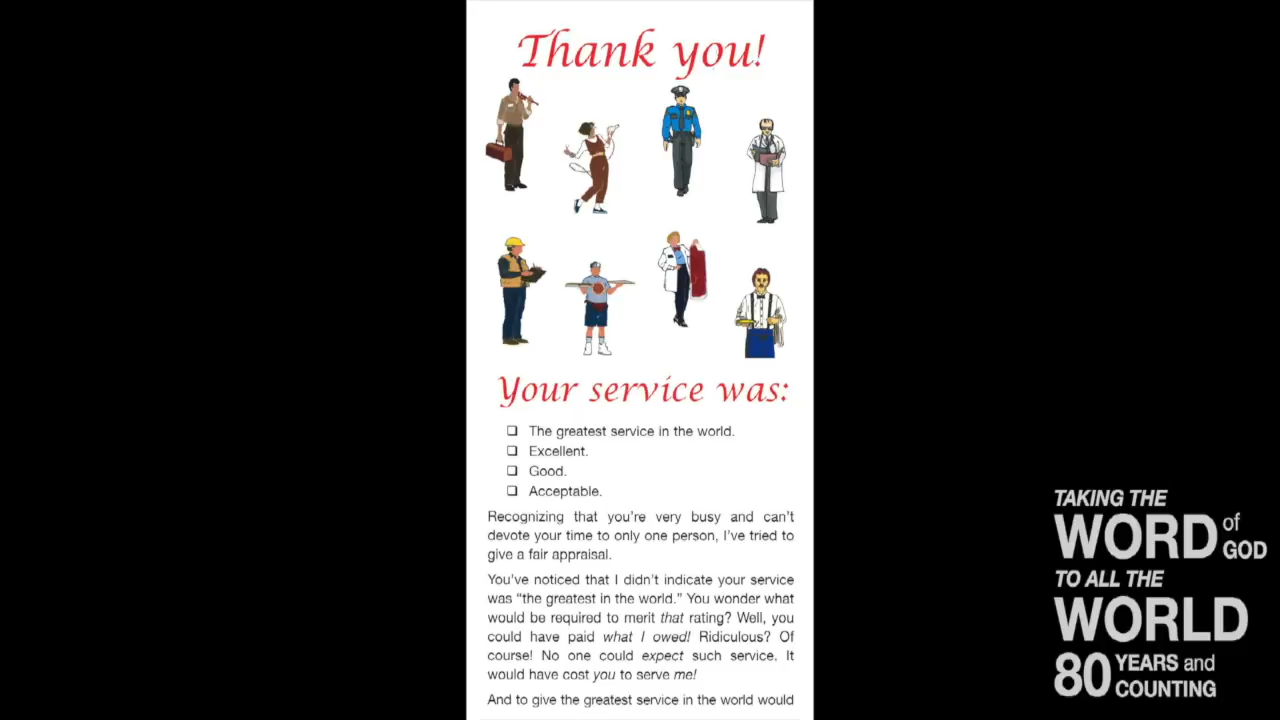 Thank you!
Your service was:
❑ The greatest service in the world.
❑ Excellent.
❑ Good.
❑ Acceptable.
Recognizing that you're very busy and can't
devote your time to only one person, I've tried to
give a fair appraisal.
You've noticed that I didn't indicate your service
was “the greatest in the world.” You wonder what
would be required to merit that rating? Well, you
could have paid what I owed! Ridiculous? Of
course! No one could expect such service. It
would have cost you to serve me!
And to give the greatest service in the world would
TAKING THE
WORD of
GOD
TO ALL THE
WORLD
80 YEARS and
COUNTING